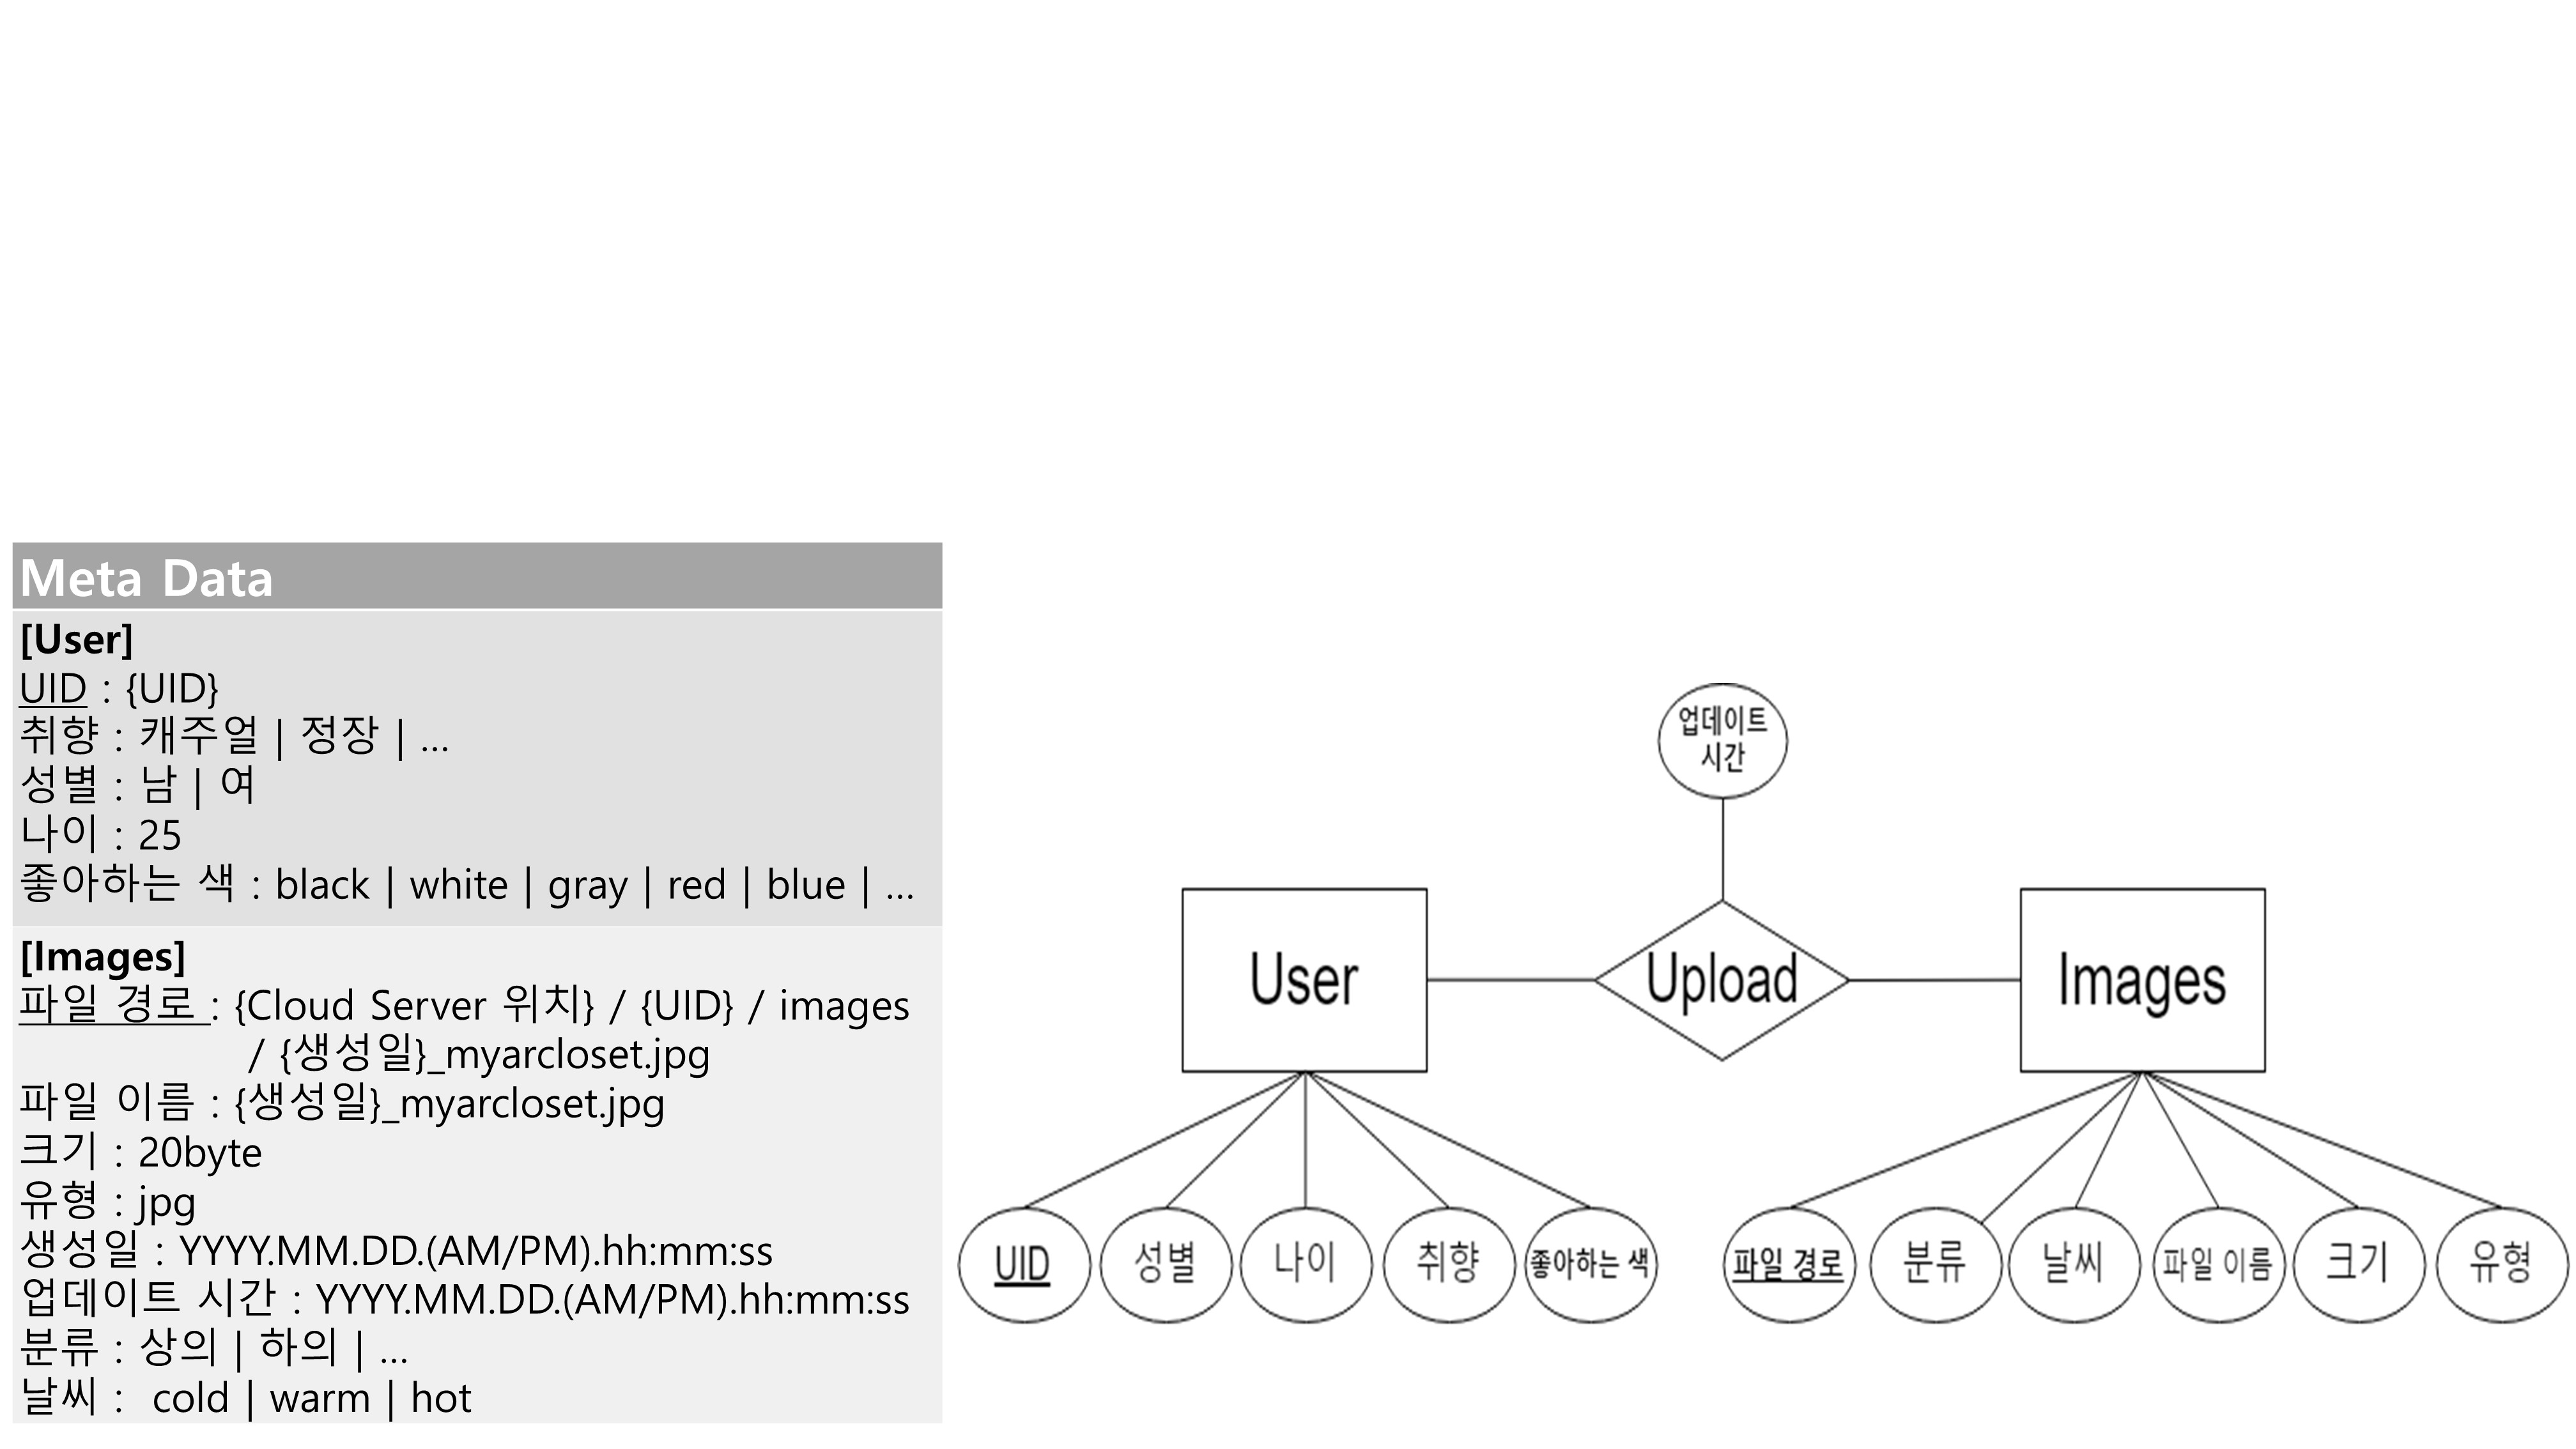 Meta Data
[User]
UID : {UID}
취향 : 캐주얼 | 정장 | ...
성별 : 남 | 여
나이 : 25
좋아하는 색 : black | white | gray | red | blue | ...
[Images]
파일 경로 : {Cloud Server 위치} / {UID} / images
/ {생성일}_myarcloset.jpg
파일 이름 : {생성일}_myarcloset.jpg
크기 : 20byte
유형 : jpg
생성일 : YYYY.MM.DD.(AM/PM).hh:mm:ss
업데이트 시간 : YYYY.MM.DD.(AM/PM).hh:mm:ss
분류 : 상의 | 하의 | ...
날씨 : cold | warm | hot
업데이트
시간
User
Upload
Images
UID
성별
나이
취향
좋아하는 색
파일 경로
분류
날씨
파일 이름
크기
유형